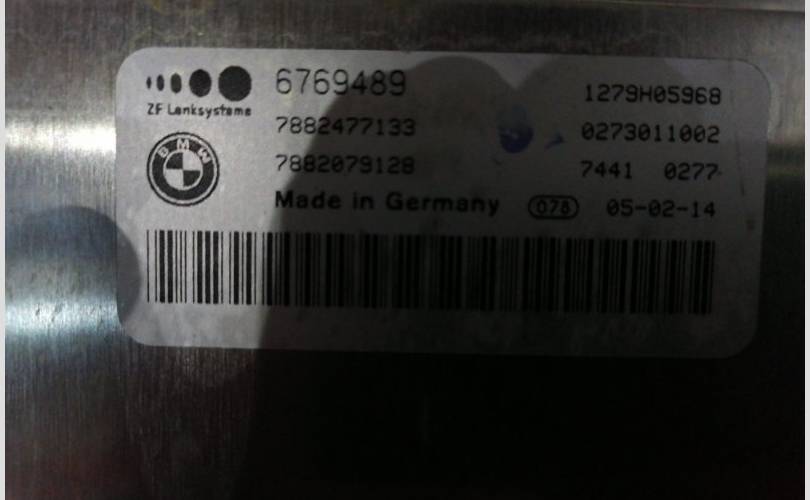 ZF Lenksysteme
6769489 1279H05968
7882477133 0273011002
7882079128 7441 0277
BMW
Made in Germany 078 05-02-14